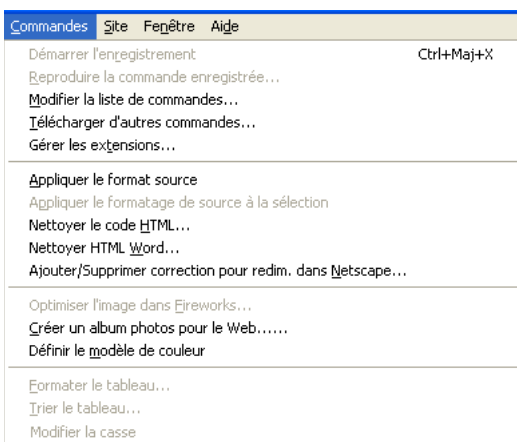 Commandes Site Fenêtre Aide
Démarrer l'enregistrement Ctrl+Maj+X
Reproduire la commande enregistrée...
Modifier la liste de commandes...
Télécharger d'autres commandes...
Gérer les extensions...
Appliquer le format source
Appliquer le formatage de source à la sélection
Nettoyer le code HTML...
Nettoyer HTML Word...
Ajouter/Supprimer correction pour redim. dans Netscape...
Optimiser l'image dans Fireworks...
Créer un album photos pour le Web......
Définir le modèle de couleur
Formater le tableau...
Trier le tableau...
Modifier la casse